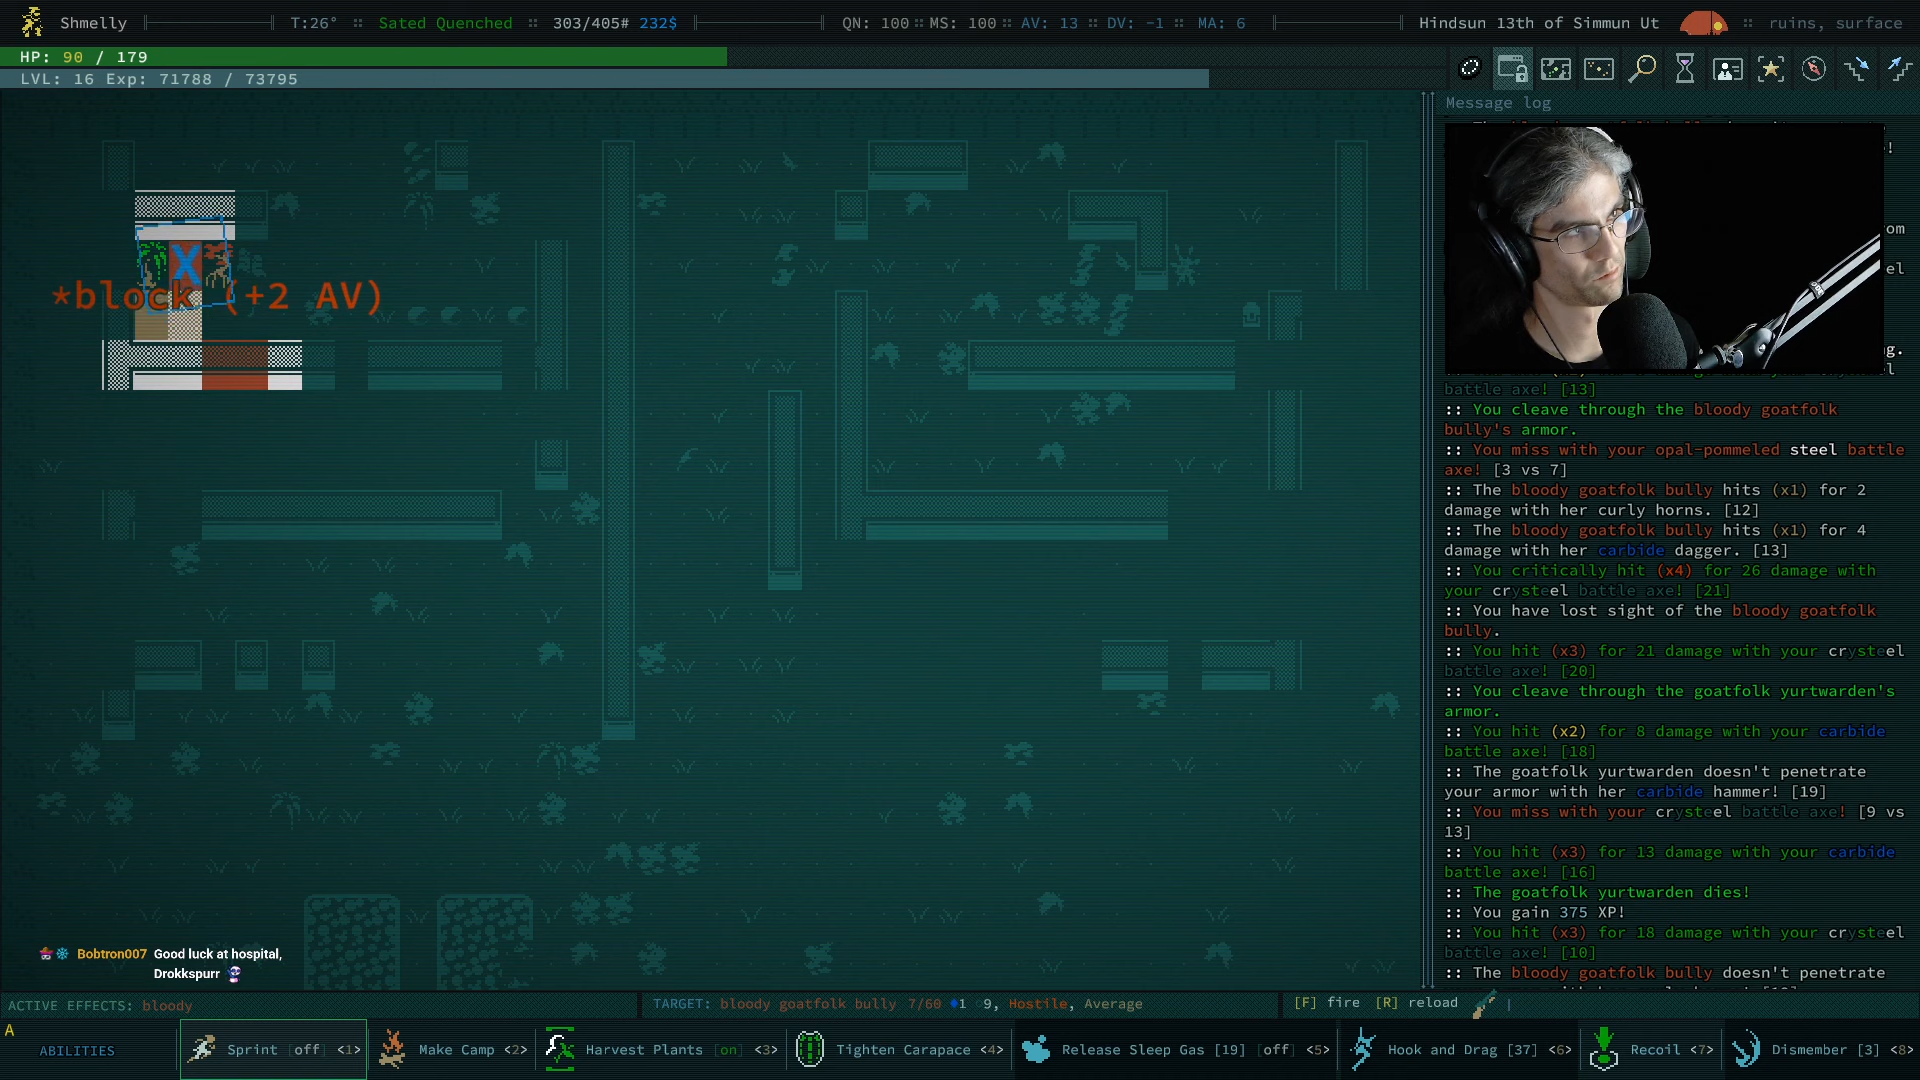 Shmelly T:26° :: Sated Quenched :: 303/405# 232$ QN: 100 :: MS: 100 :: AV: 13 :: DV: -1 :: MA: 6 Hindsun 13th of Simmun Ut :: ruins, surface
HP: 90 / 179
LVL: 16 Exp: 71788 / 73795
Message log
*block (+2 AV)
X
battle axe! [13]
:: You cleave through the bloody goatfolk
bully's armor.
:: You miss with your opal-pommeled steel battle
axe! [3 vs 7]
:: The bloody goatfolk bully hits (x1) for 2
damage with her curly horns. [12]
:: The bloody goatfolk bully hits (x1) for 4
damage with her carbide dagger. [13]
:: You critically hit (x4) for 26 damage with
your crysteel battle axe! [21]
:: You have lost sight of the bloody goatfolk
bully.
:: You hit (x3) for 21 damage with your crysteel
battle axe! [20]
:: You cleave through the goatfolk yurtwarden's
armor.
:: You hit (x2) for 8 damage with your carbide
battle axe! [18]
:: The goatfolk yurtwarden doesn't penetrate
your armor with her carbide hammer! [19]
:: You miss with your crysteel battle axe! [9 vs
13]
:: You hit (x3) for 13 damage with your carbide
battle axe! [16]
:: The goatfolk yurtwarden dies!
:: You gain 375 XP!
:: You hit (x3) for 18 damage with your crysteel
battle axe! [10]
:: The bloody goatfolk bully doesn't penetrate
Bobtron007 Good luck at hospital,
Drokkspurr
ACTIVE EFFECTS: bloody
TARGET: bloody goatfolk bully 7/60 ♦1 ○9, Hostile, Average
[F] fire [R] reload |
A
ABILITIES Sprint [off] <1> Make Camp <2> Harvest Plants [on] <3> Tighten Carapace <4> Release Sleep Gas [19] [off] <5> Hook and Drag [37] <6> Recoil <7> Dismember [3] <8>